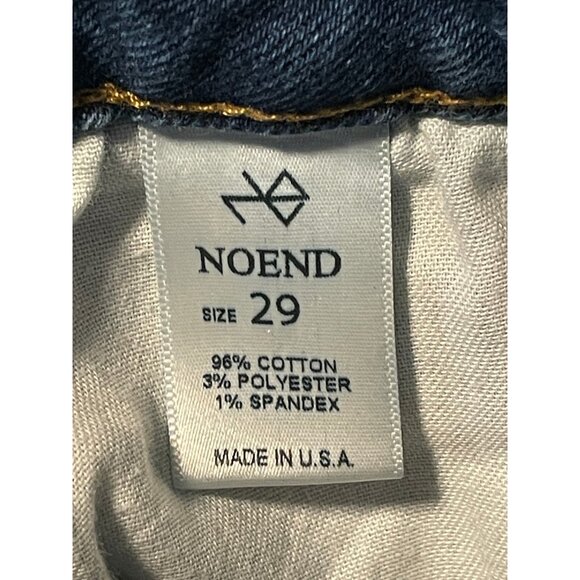 NOEND
SIZE 29
96% COTTON
3% POLYESTER
1% SPANDEX
MADE IN U.S.A.